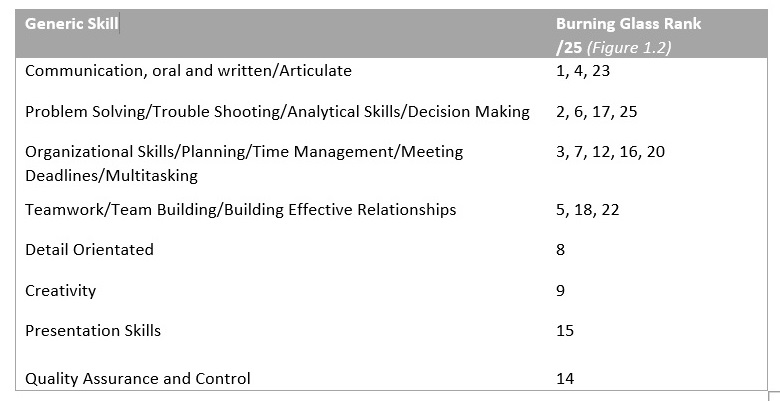 Generic Skill Burning Glass Rank
/25 (Figure 1.2)
Communication, oral and written/Articulate 1, 4, 23
Problem Solving/Trouble Shooting/Analytical Skills/Decision Making 2, 6, 17, 25
Organizational Skills/Planning/Time Management/Meeting 3, 7, 12, 16, 20
Deadlines/Multitasking
Teamwork/Team Building/Building Effective Relationships 5, 18, 22
Detail Orientated 8
Creativity 9
Presentation Skills 15
Quality Assurance and Control 14